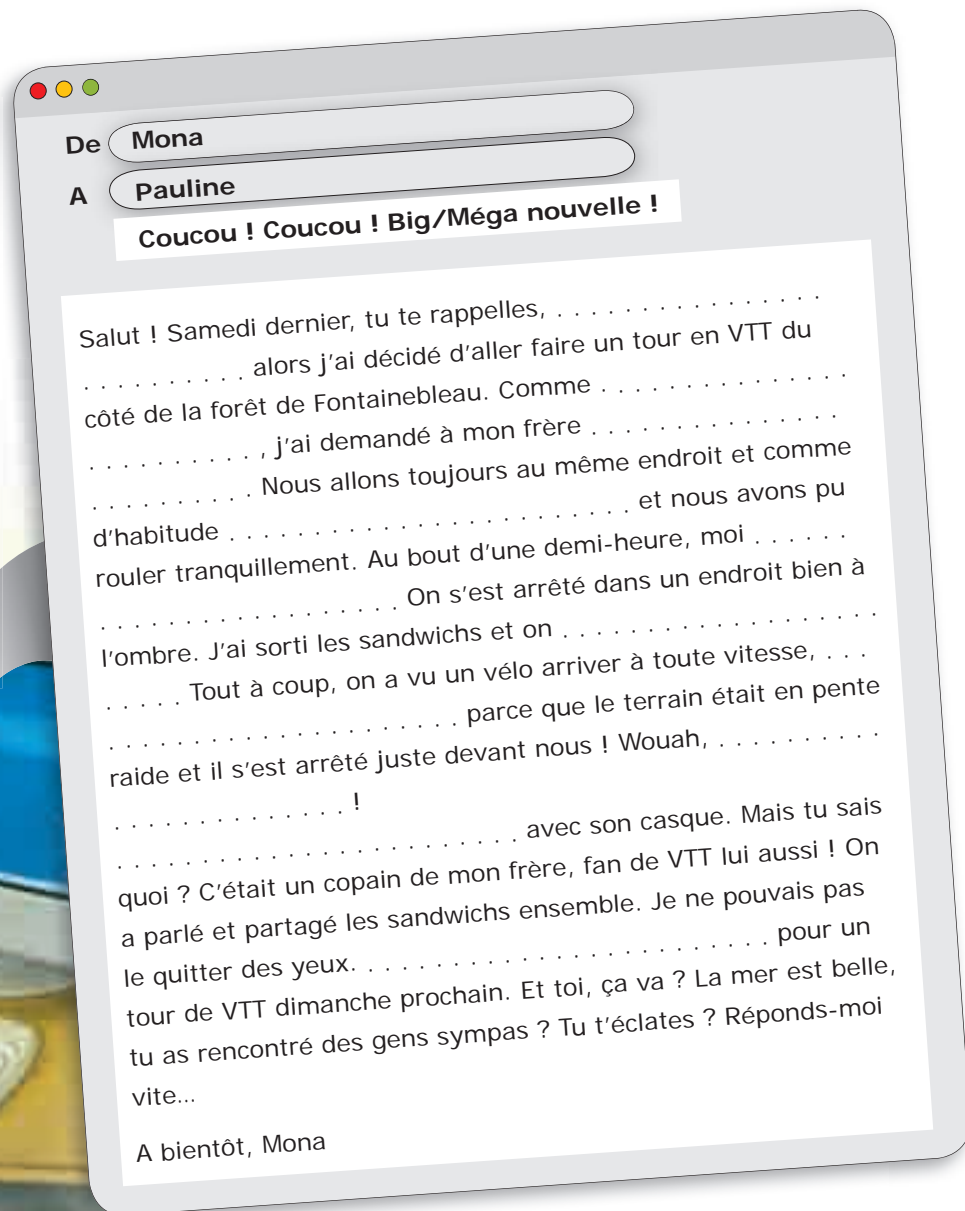 De Mona
A Pauline
Coucou ! Coucou ! Big/Méga nouvelle !
Salut ! Samedi dernier, tu te rappelles, . . . . . . . . . . . . . . . .
. . . . . . . . . . alors j'ai décidé d'aller faire un tour en VTT du
côté de la forêt de Fontainebleau. Comme . . . . . . . . . . . . . . .
. . . . . . . . . . , j'ai demandé à mon frère . . . . . . . . . . . . . . .
. . . . . . . . . . Nous allons toujours au même endroit et comme
d'habitude . . . . . . . . . . . . . . . . . . . . . . . . et nous avons pu
rouler tranquillement. Au bout d'une demi-heure, moi . . . . . .
. . . . . . . . . . . . . . . . . . On s'est arrêté dans un endroit bien à
l'ombre. J'ai sorti les sandwichs et on . . . . . . . . . . . . . . . . . . .
. . . . . Tout à coup, on a vu un vélo arriver à toute vitesse, . . .
. . . . . . . . . . . . . . . . . . . . . parce que le terrain était en pente
raide et il s'est arrêté juste devant nous ! Wouah, . . . . . . . . . .
. . . . . . . . . . . . . . !
. . . . . . . . . . . . . . . . . . . . . . . . avec son casque. Mais tu sais
quoi ? C'était un copain de mon frère, fan de VTT lui aussi ! On
a parlé et partagé les sandwichs ensemble. Je ne pouvais pas
le quitter des yeux. . . . . . . . . . . . . . . . . . . . . . . . . pour un
tour de VTT dimanche prochain. Et toi, ça va ? La mer est belle,
tu as rencontré des gens sympas ? Tu t'éclates ? Réponds-moi
vite...
A bientôt, Mona